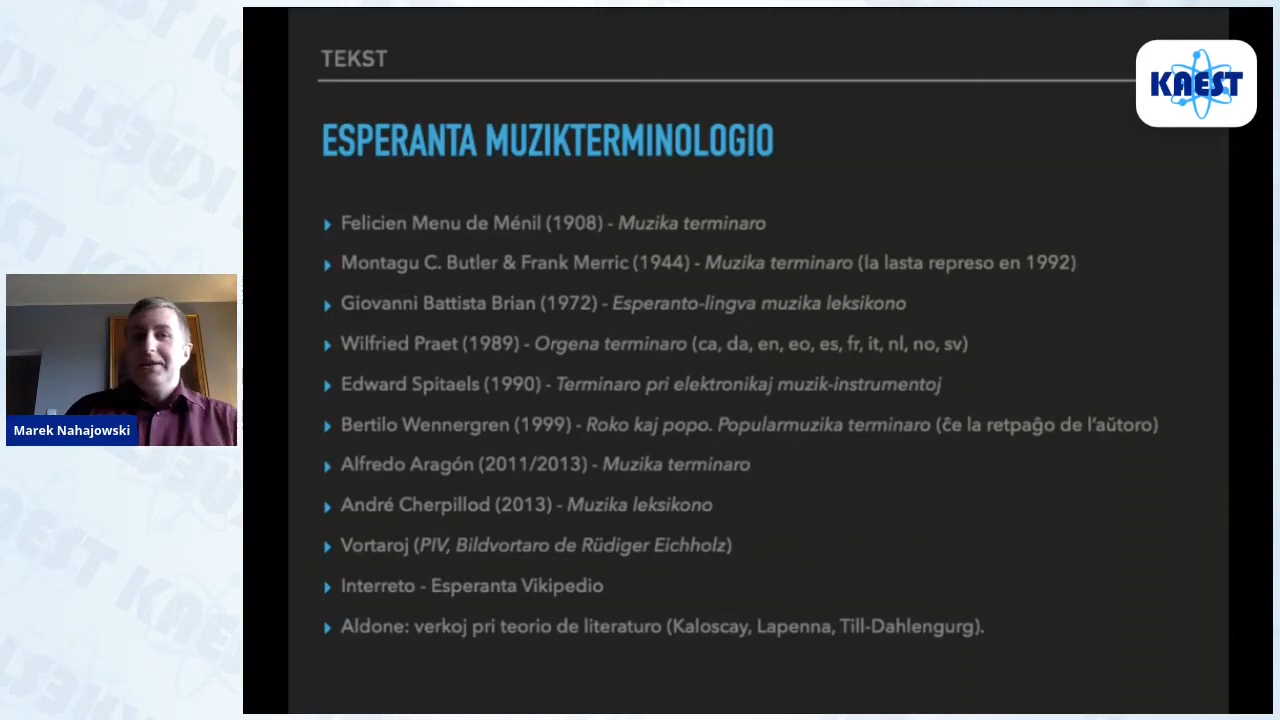 TEKST
KAEST
ESPERANTA MUZIKTERMINOLOGIO
Felicien Menu de Ménil (1908) - Muzika terminaro
Montagu C. Butler & Frank Merric (1944) - Muzika terminaro (la lasta represo en 1992)
Giovanni Battista Brian (1972) - Esperanto-lingva muzika leksikono
Wilfried Praet (1989) - Orgena terminaro (ca, da, en, eo, es, fr, it, nl, no, sv)
Edward Spitaels (1990) - Terminaro pri elektronikaj muzik-instrumentoj
Bertilo Wennergren (1999) - Roko kaj popo. Popularmuzika terminaro (ĉe la retpaĝo de l'aŭtoro)
Alfredo Aragón (2011/2013) - Muzika terminaro
André Cherpillod (2013) - Muzika leksikono
Vortaroj (PIV, Bildvortaro de Rüdiger Eichholz)
Interreto - Esperanta Vikipedio
Aldone: verkoj pri teorio de literaturo (Kaloscay, Lapenna, Till-Dahlengurg).
Marek Nahajowski